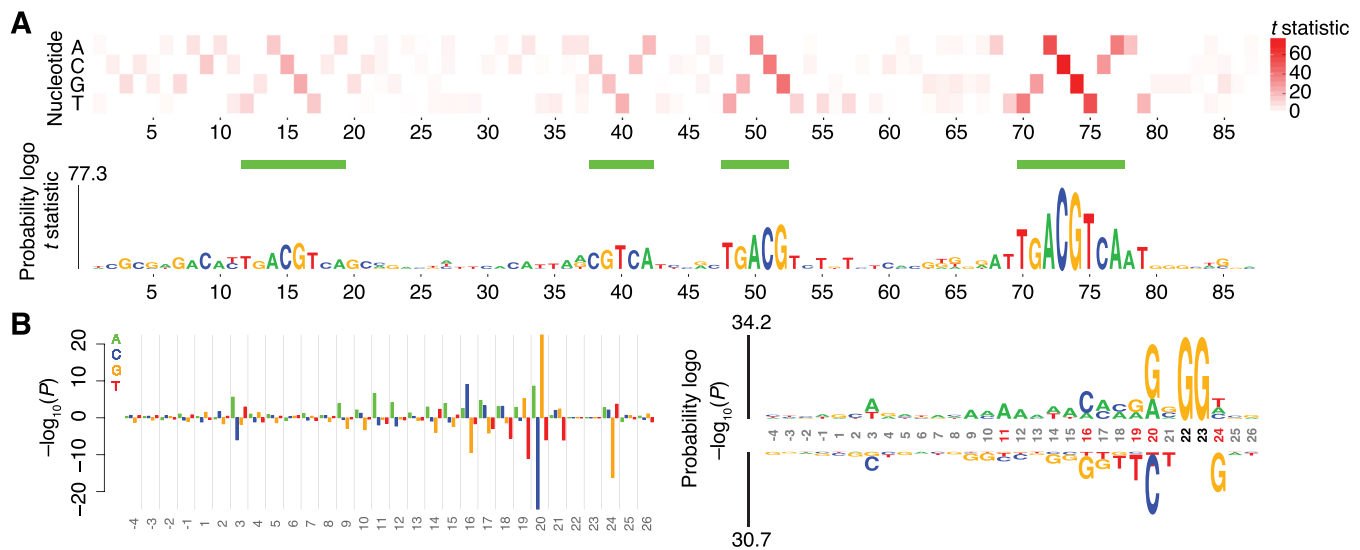 A
Nucleotide
A
C
G
T
5 10 15 20 25 30 35 40 45 50 55 60 65 70 75 80 85
t statistic
60
40
20
0
Probability logo
t statistic
77.3
TGACGTCA
CGTCA
TGACG
TGACGTCAAT
5 10 15 20 25 30 35 40 45 50 55 60 65 70 75 80 85
B
−log10(P)
20
10
0
−10
−20
A
C
G
T
-4 -3 -2 -1 1 2 3 4 5 6 7 8 9 10 11 12 13 14 15 16 17 18 19 20 21 22 23 24 25 26
Probability logo
−log10(P)
34.2
GGG
-4 -3 -2 -1 1 2 3 4 5 6 7 8 9 10 11 12 13 14 15 16 17 18 19 20 21 22 23 24 25 26
C G
30.7